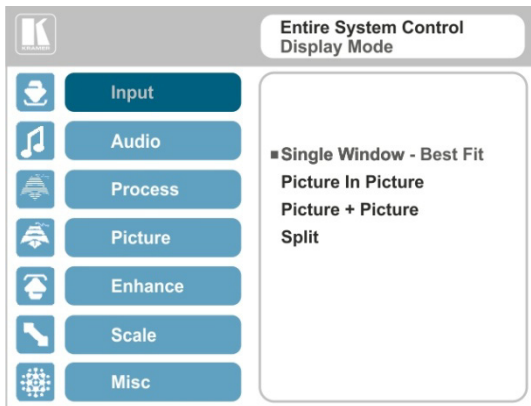 KRAMER
Entire System Control
Display Mode
Input
Audio
Process
Picture
Enhance
Scale
Misc
Single Window - Best Fit
Picture In Picture
Picture + Picture
Split